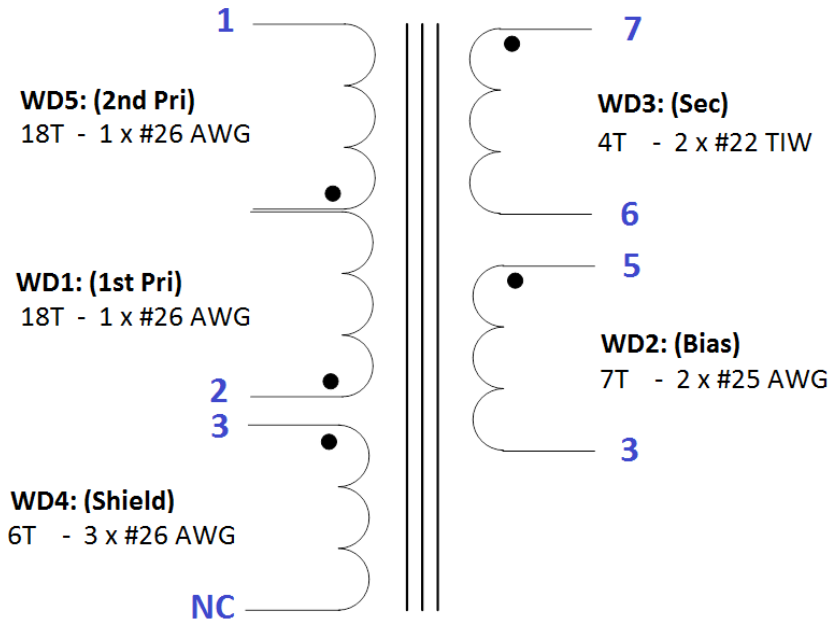 1
WD5: (2nd Pri)
18T - 1 x #26 AWG
WD1: (1st Pri)
18T - 1 x #26 AWG
2
3
WD4: (Shield)
6T - 3 x #26 AWG
NC
7
WD3: (Sec)
4T - 2 x #22 TIW
6
5
WD2: (Bias)
7T - 2 x #25 AWG
3